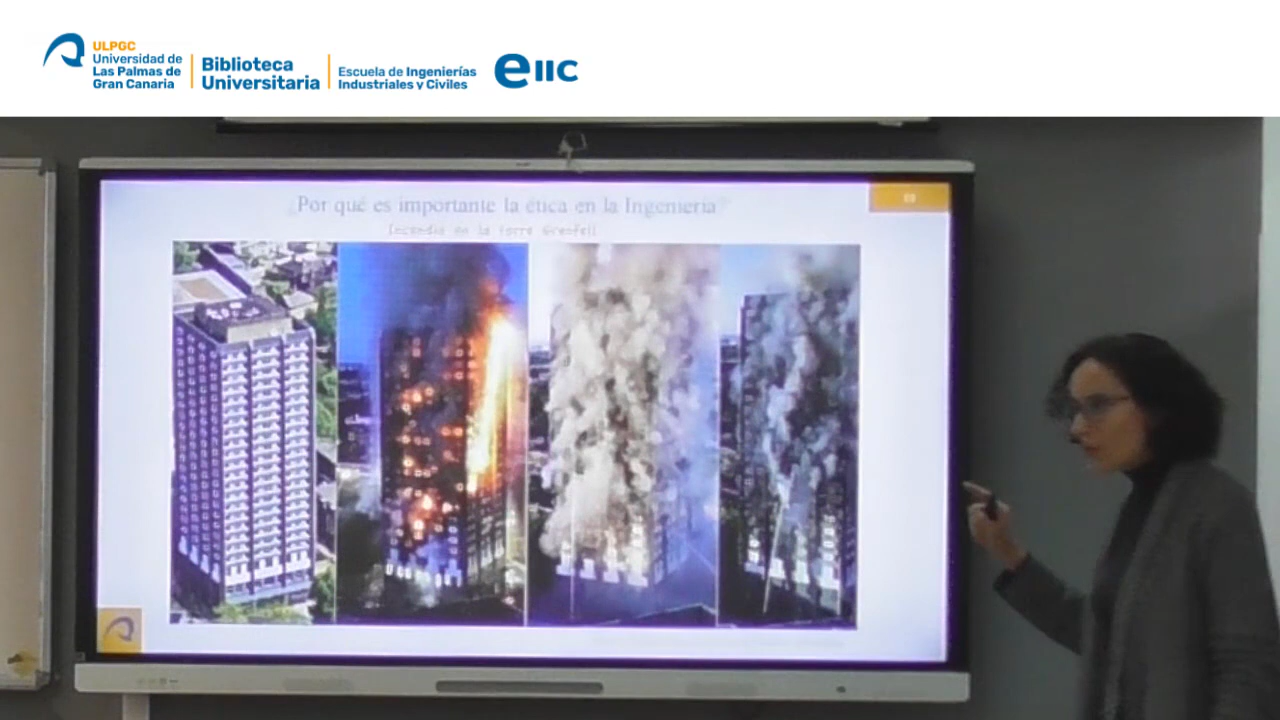 ULPGC
Universidad de
Las Palmas de
Gran Canaria
Biblioteca
Universitaria
Escuela de Ingenierías
Industriales y Civiles
eIIC
¿Por qué es importante la ética en la Ingeniería?
Incendio en la torre Grenfell